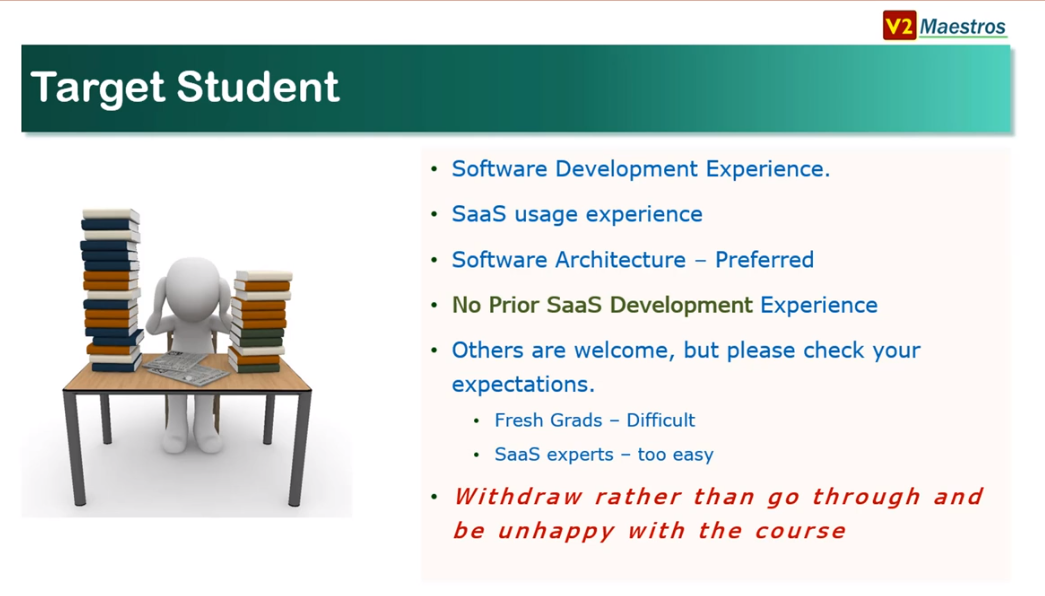 V2 Maestros
Target Student
• Software Development Experience.
• SaaS usage experience
• Software Architecture – Preferred
• No Prior SaaS Development Experience
• Others are welcome, but please check your
expectations.
• Fresh Grads – Difficult
• SaaS experts – too easy
• Withdraw rather than go through and
be unhappy with the course